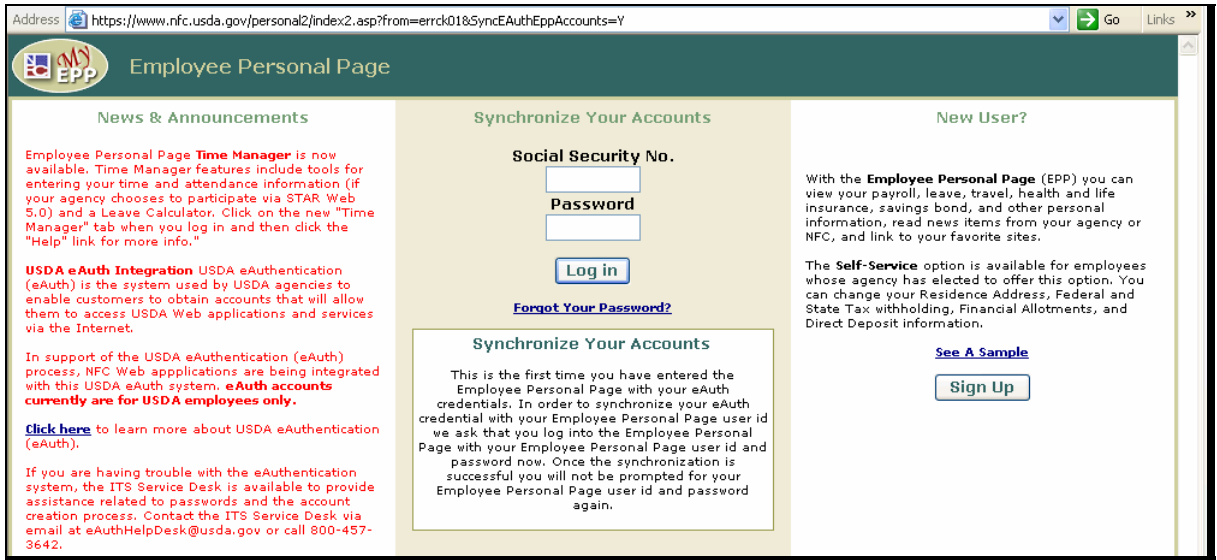 Address https://www.nfc.usda.gov/personal2/index2.asp?from=errck01&SyncEAuthEppAccounts=Y Go Links »
My EPP
Employee Personal Page
News & Announcements
Employee Personal Page Time Manager is now
available. Time Manager features include tools for
entering your time and attendance information (if
your agency chooses to participate via STAR Web
5.0) and a Leave Calculator. Click on the new "Time
Manager" tab when you log in and then click the
"Help" link for more info."
USDA eAuth Integration USDA eAuthentication
(eAuth) is the system used by USDA agencies to
enable customers to obtain accounts that will allow
them to access USDA Web applications and services
via the Internet.
In support of the USDA eAuthentication (eAuth)
process, NFC Web appplications are being integrated
with this USDA eAuth system. eAuth accounts
currently are for USDA employees only.
Click here to learn more about USDA eAuthentication
(eAuth).
If you are having trouble with the eAuthentication
system, the ITS Service Desk is available to provide
assistance related to passwords and the account
creation process. Contact the ITS Service Desk via
email at eAuthHelpDesk@usda.gov or call 800-457-
3642.
Synchronize Your Accounts
Social Security No.
Password
Log in
Forgot Your Password?
Synchronize Your Accounts
This is the first time you have entered the
Employee Personal Page with your eAuth
credentials. In order to synchronize your eAuth
credential with your Employee Personal Page user id
we ask that you log into the Employee Personal
Page with your Employee Personal Page user id and
password now. Once the synchronization is
successful you will not be prompted for your
Employee Personal Page user id and password
again.
New User?
With the Employee Personal Page (EPP) you can
view your payroll, leave, travel, health and life
insurance, savings bond, and other personal
information, read news items from your agency or
NFC, and link to your favorite sites.
The Self-Service option is available for employees
whose agency has elected to offer this option. You
can change your Residence Address, Federal and
State Tax withholding, Financial Allotments, and
Direct Deposit information.
See A Sample
Sign Up